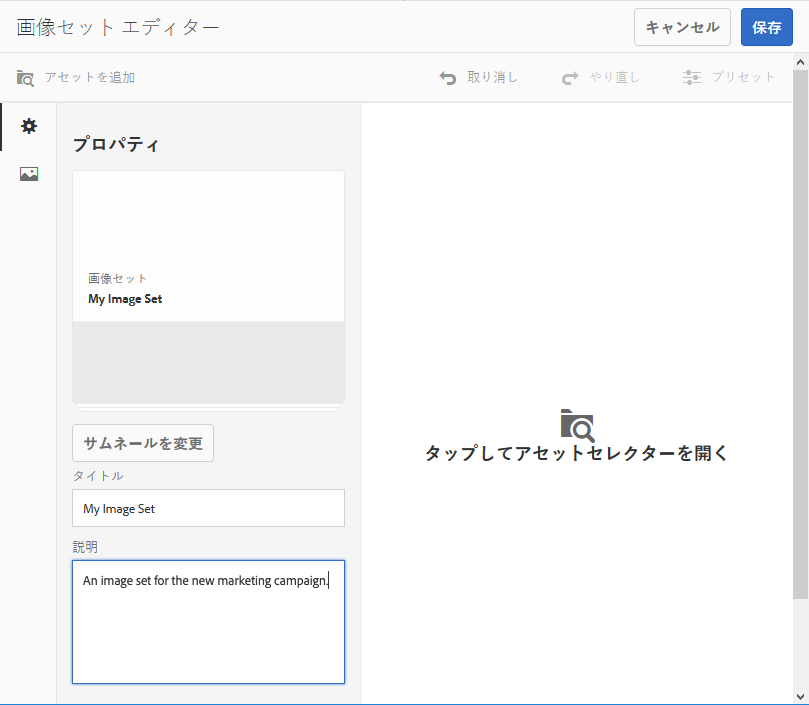 画像セット エディター
キャンセル
保存
アセットを追加
取り消し
やり直し
プリセット
プロパティ
画像セット
My Image Set
サムネールを変更
タイトル
My Image Set
説明
An image set for the new marketing campaign.
タップしてアセットセレクターを開く